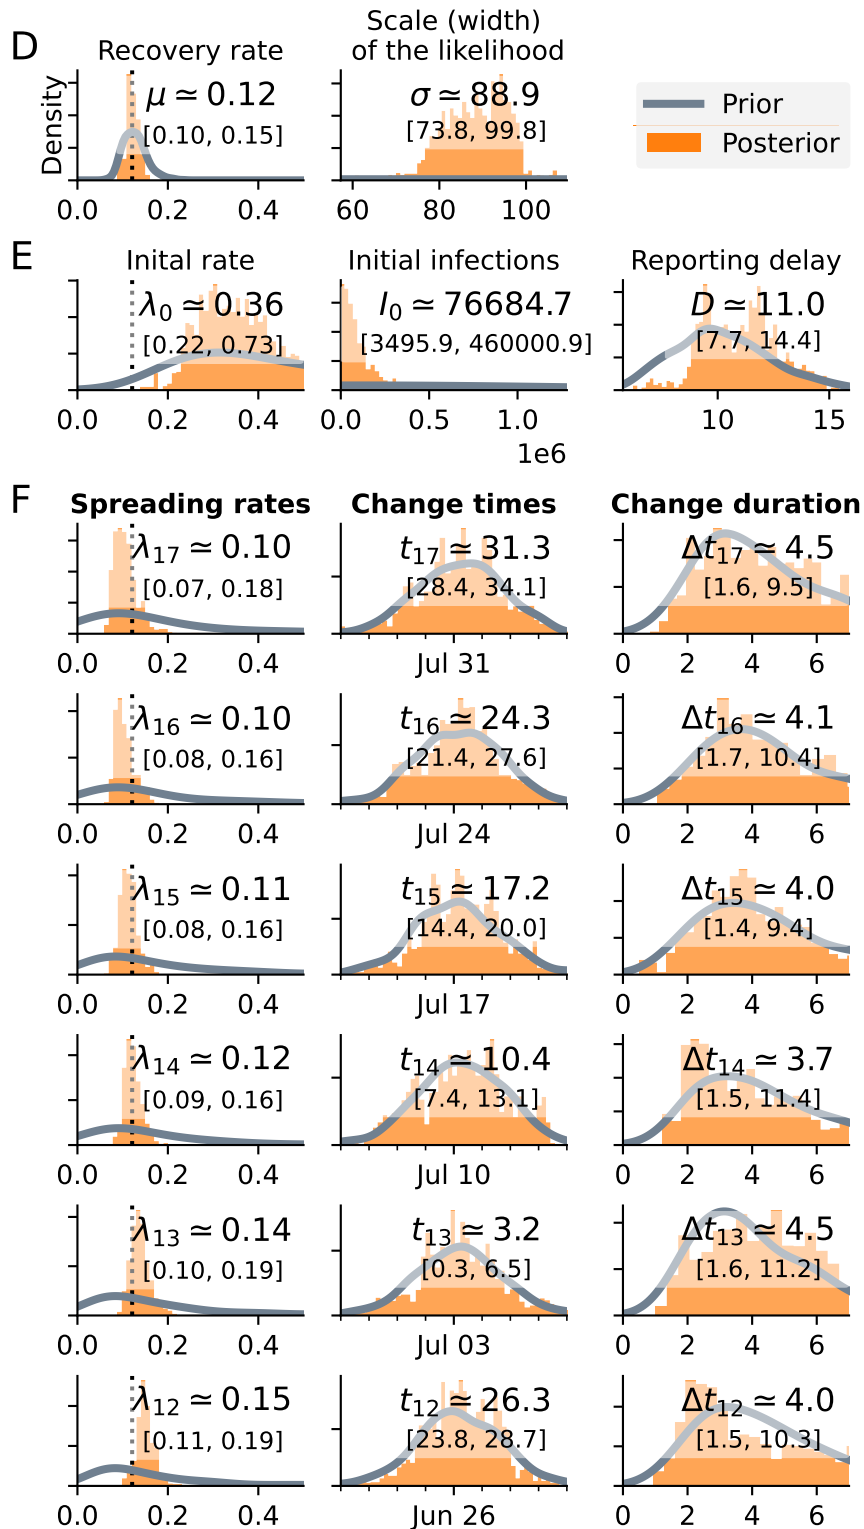 D
Recovery rate
Scale (width)
of the likelihood
Density
μ ≃ 0.12
[0.10, 0.15]
σ ≃ 88.9
[73.8, 99.8]
Prior
Posterior
0.0 0.2 0.4
60 80 100
E
Inital rate
Initial infections
Reporting delay
λ0 ≃ 0.36
[0.22, 0.73]
I0 ≃ 76684.7
[3495.9, 460000.9]
D ≃ 11.0
[7.7, 14.4]
0.0 0.2 0.4
0.0 0.5 1.0
1e6
10 15
F
Spreading rates Change times Change duration
λ17 ≃ 0.10
[0.07, 0.18]
t17 ≃ 31.3
[28.4, 34.1]
Δt17 ≃ 4.5
[1.6, 9.5]
0.0 0.2 0.4
Jul 31
0 2 4 6
λ16 ≃ 0.10
[0.08, 0.16]
t16 ≃ 24.3
[21.4, 27.6]
Δt16 ≃ 4.1
[1.7, 10.4]
0.0 0.2 0.4
Jul 24
0 2 4 6
λ15 ≃ 0.11
[0.08, 0.16]
t15 ≃ 17.2
[14.4, 20.0]
Δt15 ≃ 4.0
[1.4, 9.4]
0.0 0.2 0.4
Jul 17
0 2 4 6
λ14 ≃ 0.12
[0.09, 0.16]
t14 ≃ 10.4
[7.4, 13.1]
Δt14 ≃ 3.7
[1.5, 11.4]
0.0 0.2 0.4
Jul 10
0 2 4 6
λ13 ≃ 0.14
[0.10, 0.19]
t13 ≃ 3.2
[0.3, 6.5]
Δt13 ≃ 4.5
[1.6, 11.2]
0.0 0.2 0.4
Jul 03
0 2 4 6
λ12 ≃ 0.15
[0.11, 0.19]
t12 ≃ 26.3
[23.8, 28.7]
Δt12 ≃ 4.0
[1.5, 10.3]
0.0 0.2 0.4
Jun 26
0 2 4 6